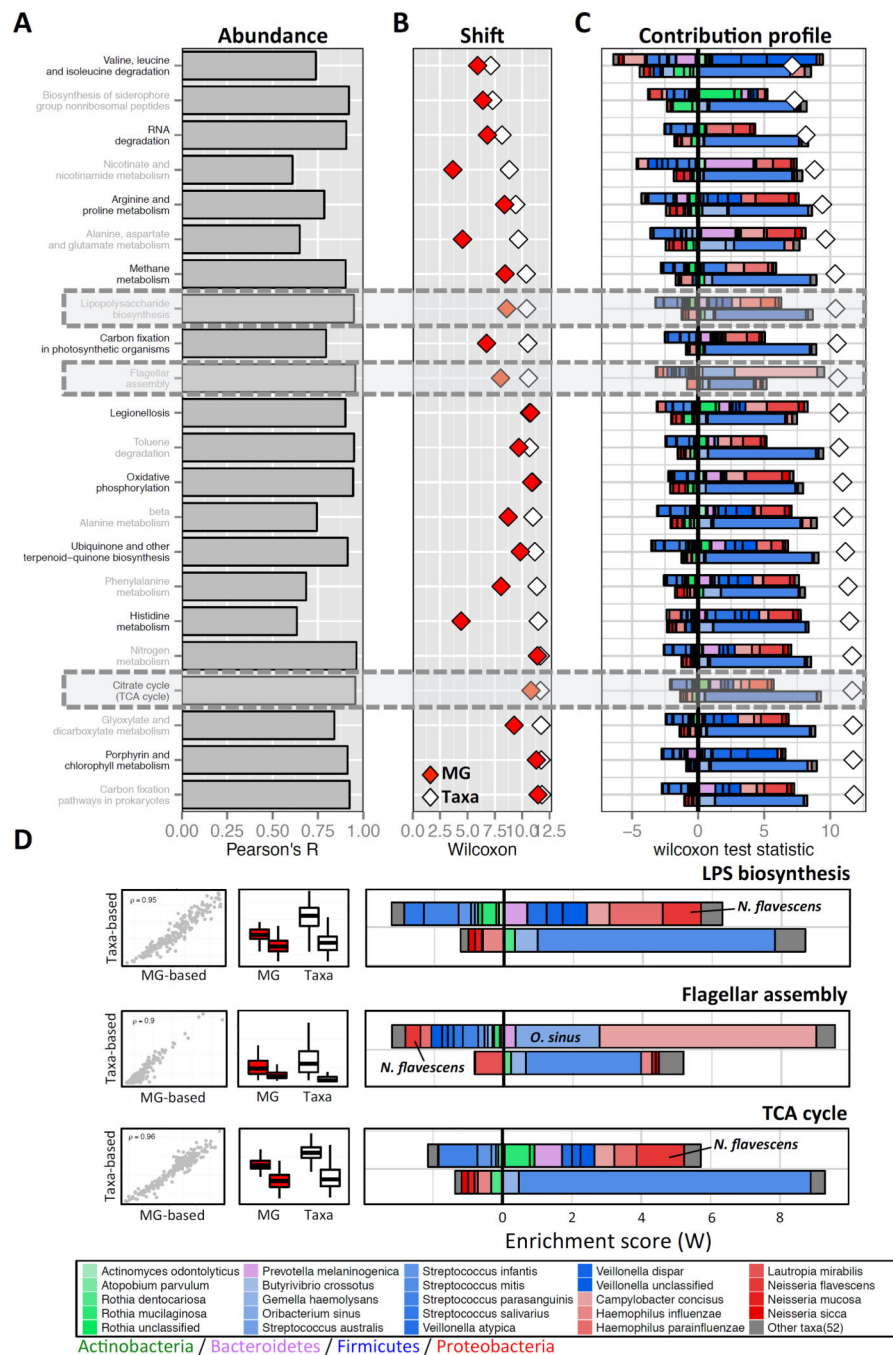 A
Abundance
B
Shift
C
Contribution profile
Valine, leucine
and isoleucine degradation
Biosynthesis of siderophore
group nonribosomal peptides
RNA
degradation
Nicotinate and
nicotinamide metabolism
Arginine and
proline metabolism
Alanine, aspartate
and glutamate metabolism
Methane
metabolism
Lipopolysaccharide
biosynthesis
Carbon fixation
in photosynthetic organisms
Flagellar
assembly
Legionellosis
Toluene
degradation
Oxidative
phosphorylation
beta
Alanine metabolism
Ubiquinone and other
terpenoid−quinone biosynthesis
Phenylalanine
metabolism
Histidine
metabolism
Nitrogen
metabolism
Citrate cycle
(TCA cycle)
Glyoxylate and
dicarboxylate metabolism
Porphyrin and
chlorophyll metabolism
Carbon fixation
pathways in prokaryotes
MG
Taxa
0.00 0.25 0.50 0.75 1.00
Pearson's R
0.0 2.5 5.0 7.5 10.0 12.5
Wilcoxon
−5 0 5 10
wilcoxon test statistic
D
LPS biosynthesis
Taxa-based
ρ = 0.95
MG-based
MG Taxa
N. flavescens
Flagellar assembly
Taxa-based
ρ = 0.9
MG-based
MG Taxa
N. flavescens
O. sinus
TCA cycle
Taxa-based
ρ = 0.96
MG-based
MG Taxa
N. flavescens
0 2 4 6 8
Enrichment score (W)
Actinomyces odontolyticus
Atopobium parvulum
Rothia dentocariosa
Rothia mucilaginosa
Rothia unclassified
Prevotella melaninogenica
Butyrivibrio crossotus
Gemella haemolysans
Oribacterium sinus
Streptococcus australis
Streptococcus infantis
Streptococcus mitis
Streptococcus parasanguinis
Streptococcus salivarius
Veillonella atypica
Veillonella dispar
Veillonella unclassified
Campylobacter concisus
Haemophilus influenzae
Haemophilus parainfluenzae
Lautropia mirabilis
Neisseria flavescens
Neisseria mucosa
Neisseria sicca
Other taxa(52)
Actinobacteria / Bacteroidetes / Firmicutes / Proteobacteria